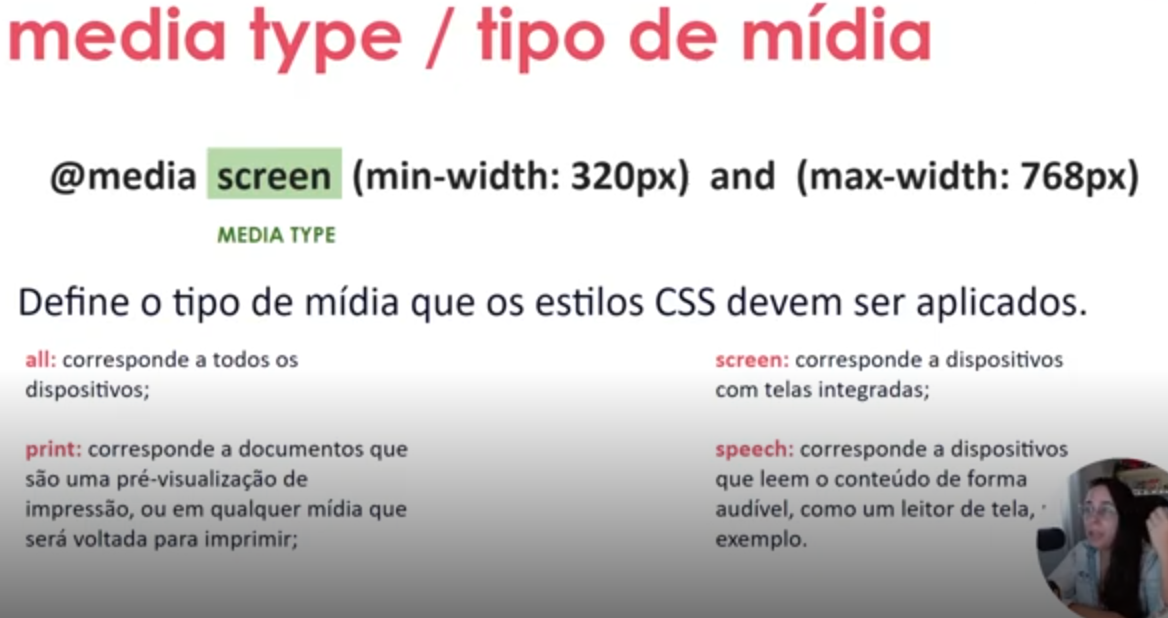 media type / tipo de mídia
@media screen (min-width: 320px) and (max-width: 768px)
MEDIA TYPE
Define o tipo de mídia que os estilos CSS devem ser aplicados.
all: corresponde a todos os
dispositivos;
print: corresponde a documentos que
são uma pré-visualização de
impressão, ou em qualquer mídia que
será voltada para imprimir;
screen: corresponde a dispositivos
com telas integradas;
speech: corresponde a dispositivos
que leem o conteúdo de forma
audível, como um leitor de tela,
exemplo.